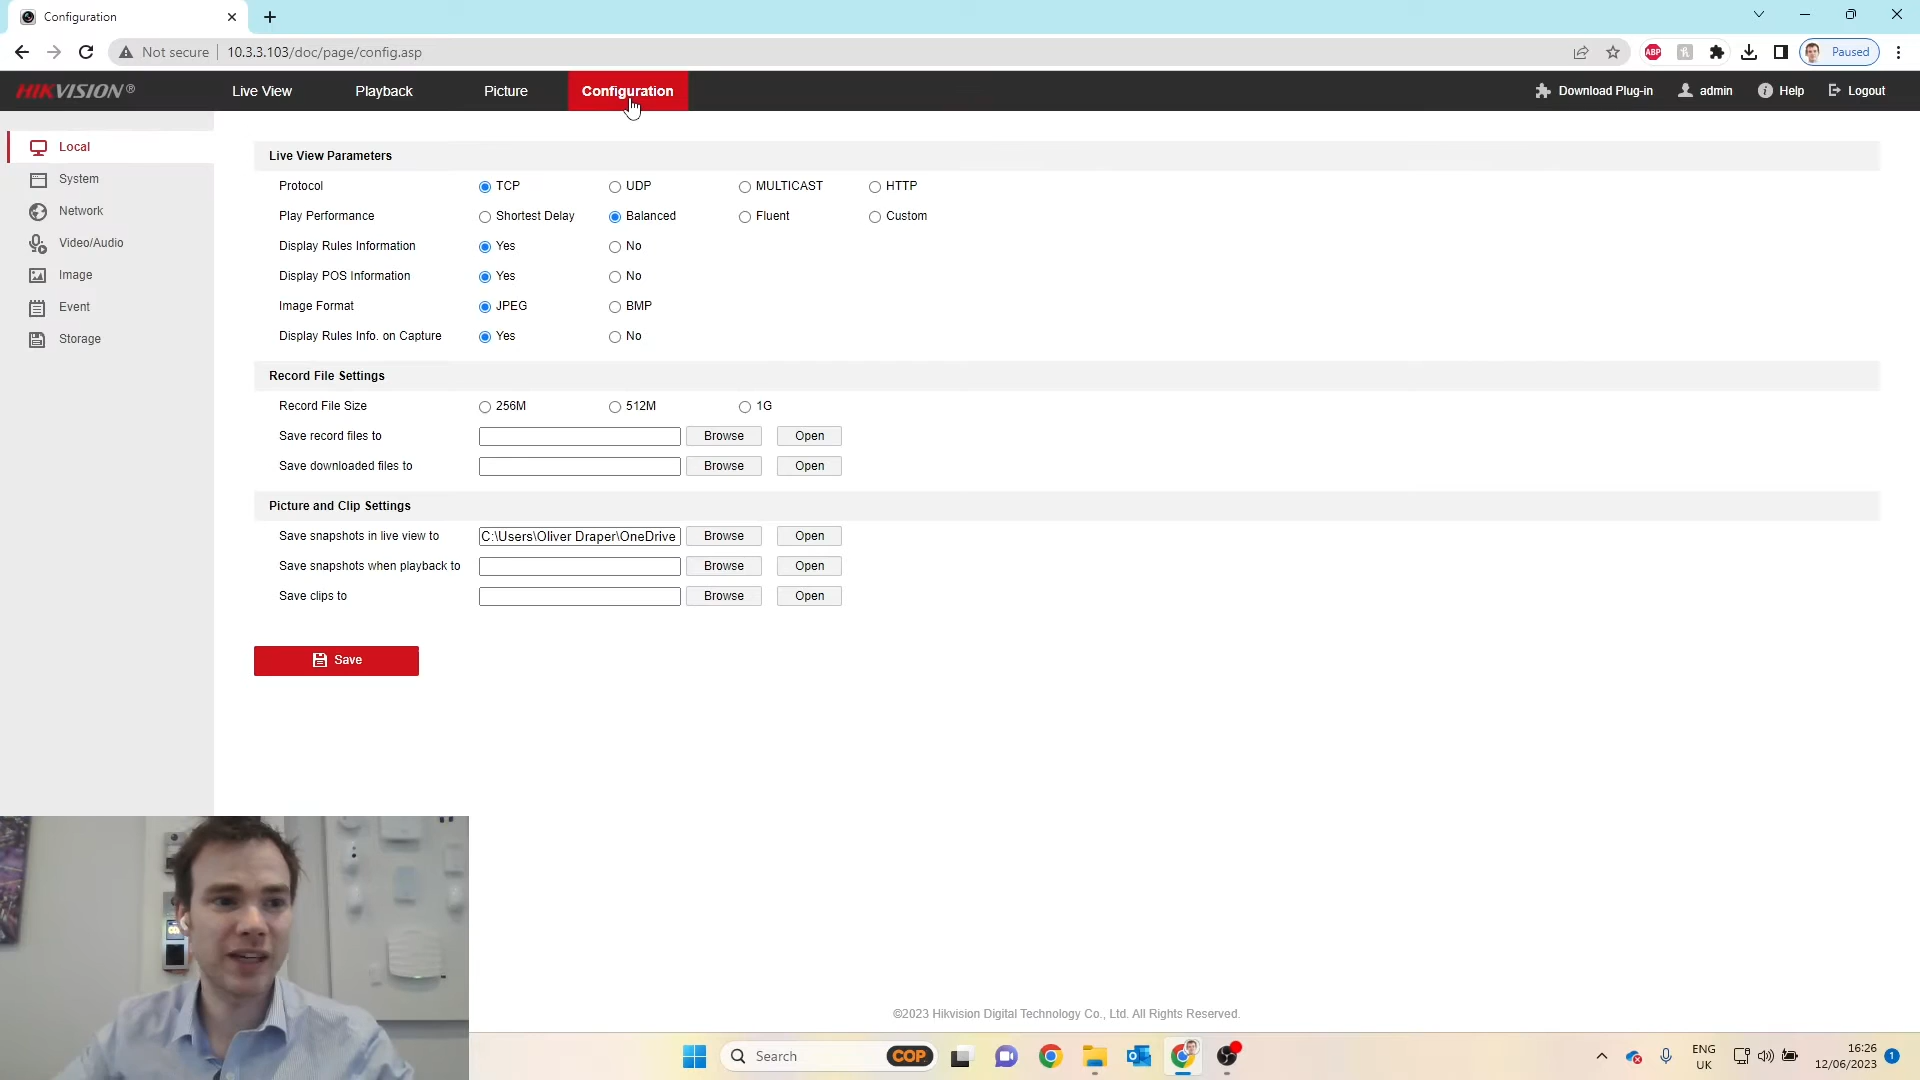 Configuration
Not secure
10.3.3.103/doc/page/config.asp
ABP
Paused
HIKVISION®
Live View
Playback
Picture
Configuration
Download Plug-in
admin
Help
Logout
Local
System
Network
Video/Audio
Image
Event
Storage
Live View Parameters
Protocol TCP UDP MULTICAST HTTP
Play Performance Shortest Delay Balanced Fluent Custom
Display Rules Information Yes No
Display POS Information Yes No
Image Format JPEG BMP
Display Rules Info. on Capture Yes No
Record File Settings
Record File Size 256M 512M 1G
Save record files to Browse Open
Save downloaded files to Browse Open
Picture and Clip Settings
Save snapshots in live view to C:\Users\Oliver Draper\OneDrive Browse Open
Save snapshots when playback to Browse Open
Save clips to Browse Open
Save
©2023 Hikvision Digital Technology Co., Ltd. All Rights Reserved.
Search
COP
ENG
UK
16:26
12/06/2023
1